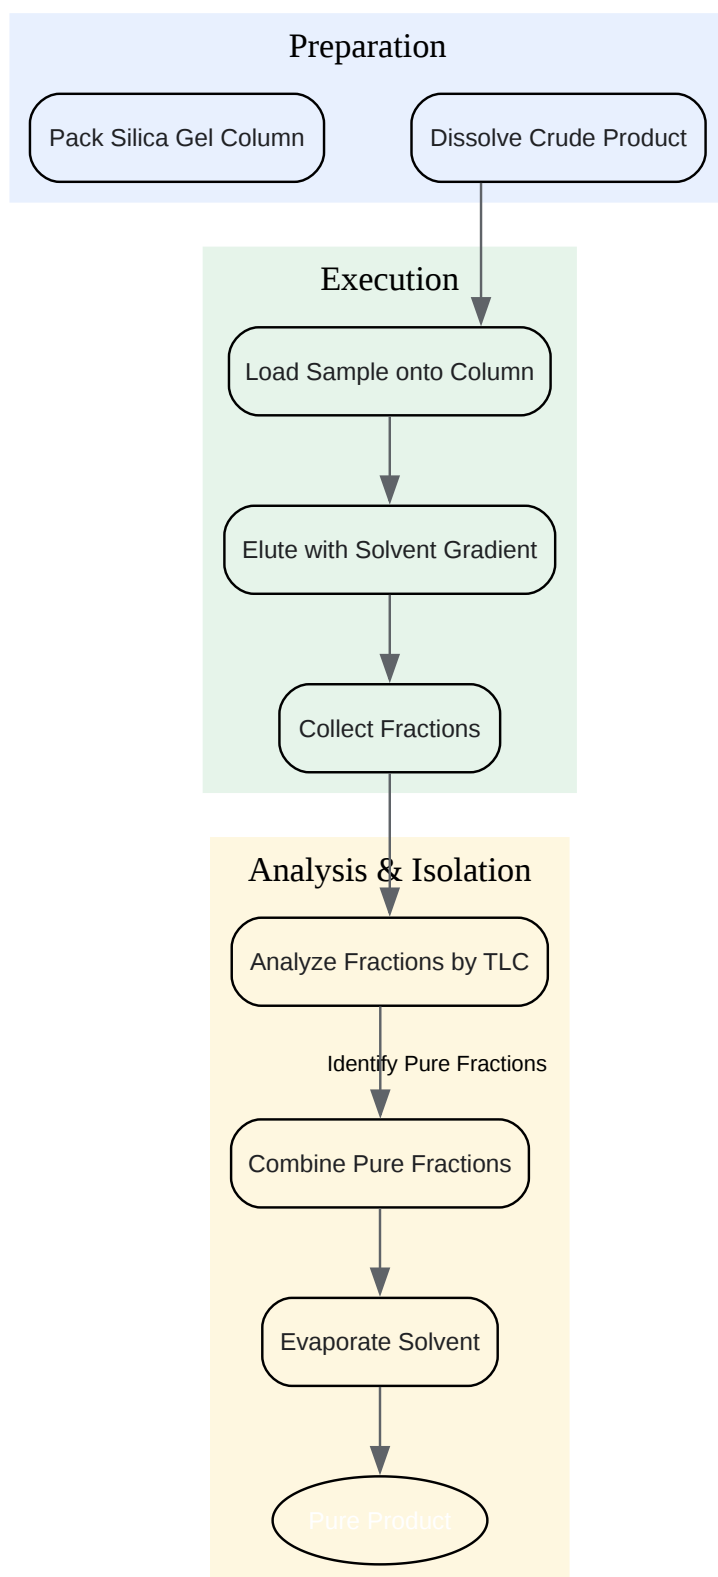 Preparation
Pack Silica Gel Column
Dissolve Crude Product
Execution
Load Sample onto Column
Elute with Solvent Gradient
Collect Fractions
Analysis & Isolation
Analyze Fractions by TLC
Identify Pure Fractions
Combine Pure Fractions
Evaporate Solvent
Pure Product